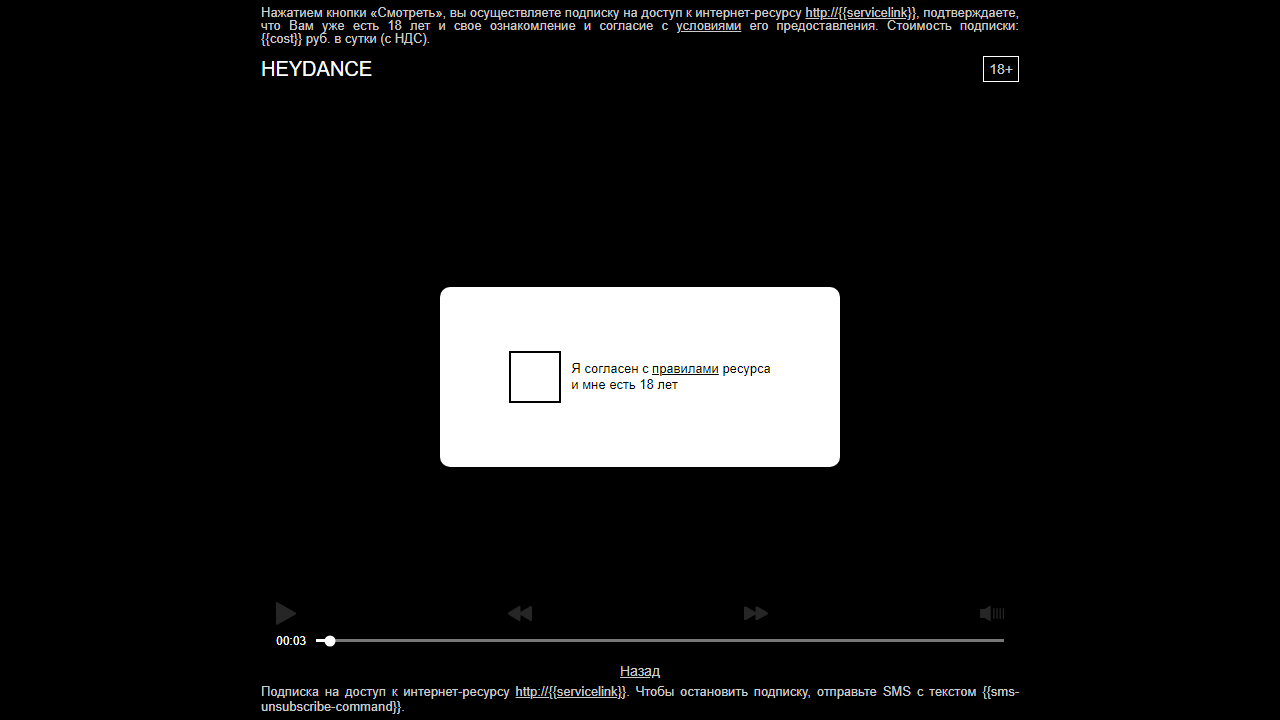 Нажатием кнопки «Смотреть», вы осуществляете подписку на доступ к интернет-ресурсу http://{{servicelink}}, подтверждаете,
что Вам уже есть 18 лет и свое ознакомление и согласие с условиями его предоставления. Стоимость подписки:
{{cost}} руб. в сутки (с НДС).
HEYDANCE
18+
Я согласен с правилами ресурса
и мне есть 18 лет
00:03
Назад
Подписка на доступ к интернет-ресурсу http://{{servicelink}}. Чтобы остановить подписку, отправьте SMS с текстом {{sms-
unsubscribe-command}}.